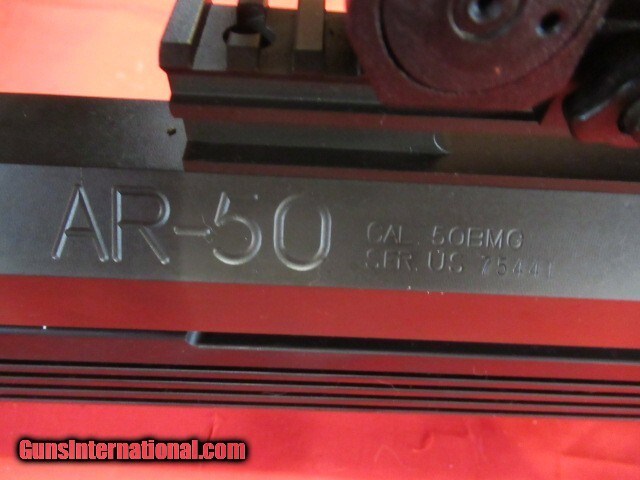 AR-50
CAL. 50BMG
SER. US 75441
GunsInternational.com